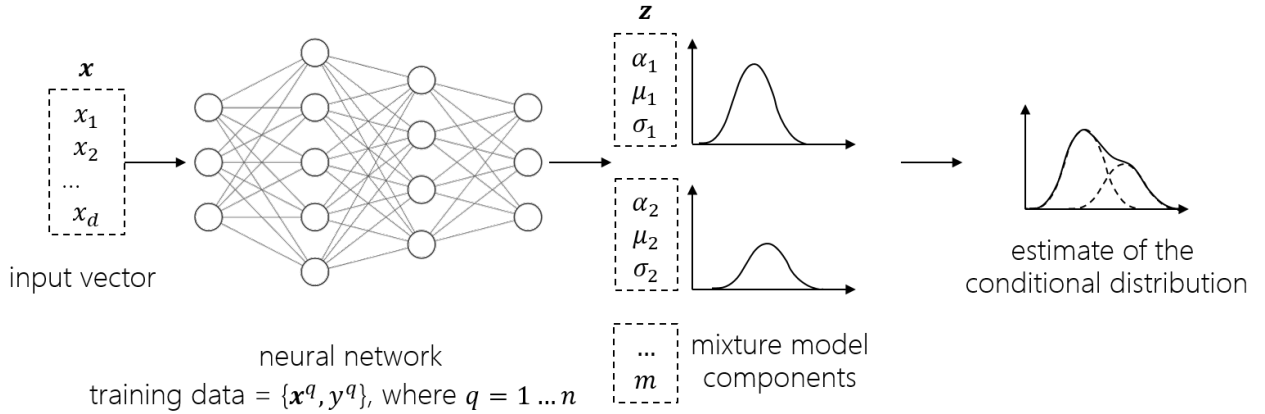 x
x₁
x₂
...
x_d
input vector
neural network
training data = {x^q, y^q}, where q = 1 … n
z
α₁
μ₁
σ₁
α₂
μ₂
σ₂
...
m
mixture model
components
estimate of the
conditional distribution